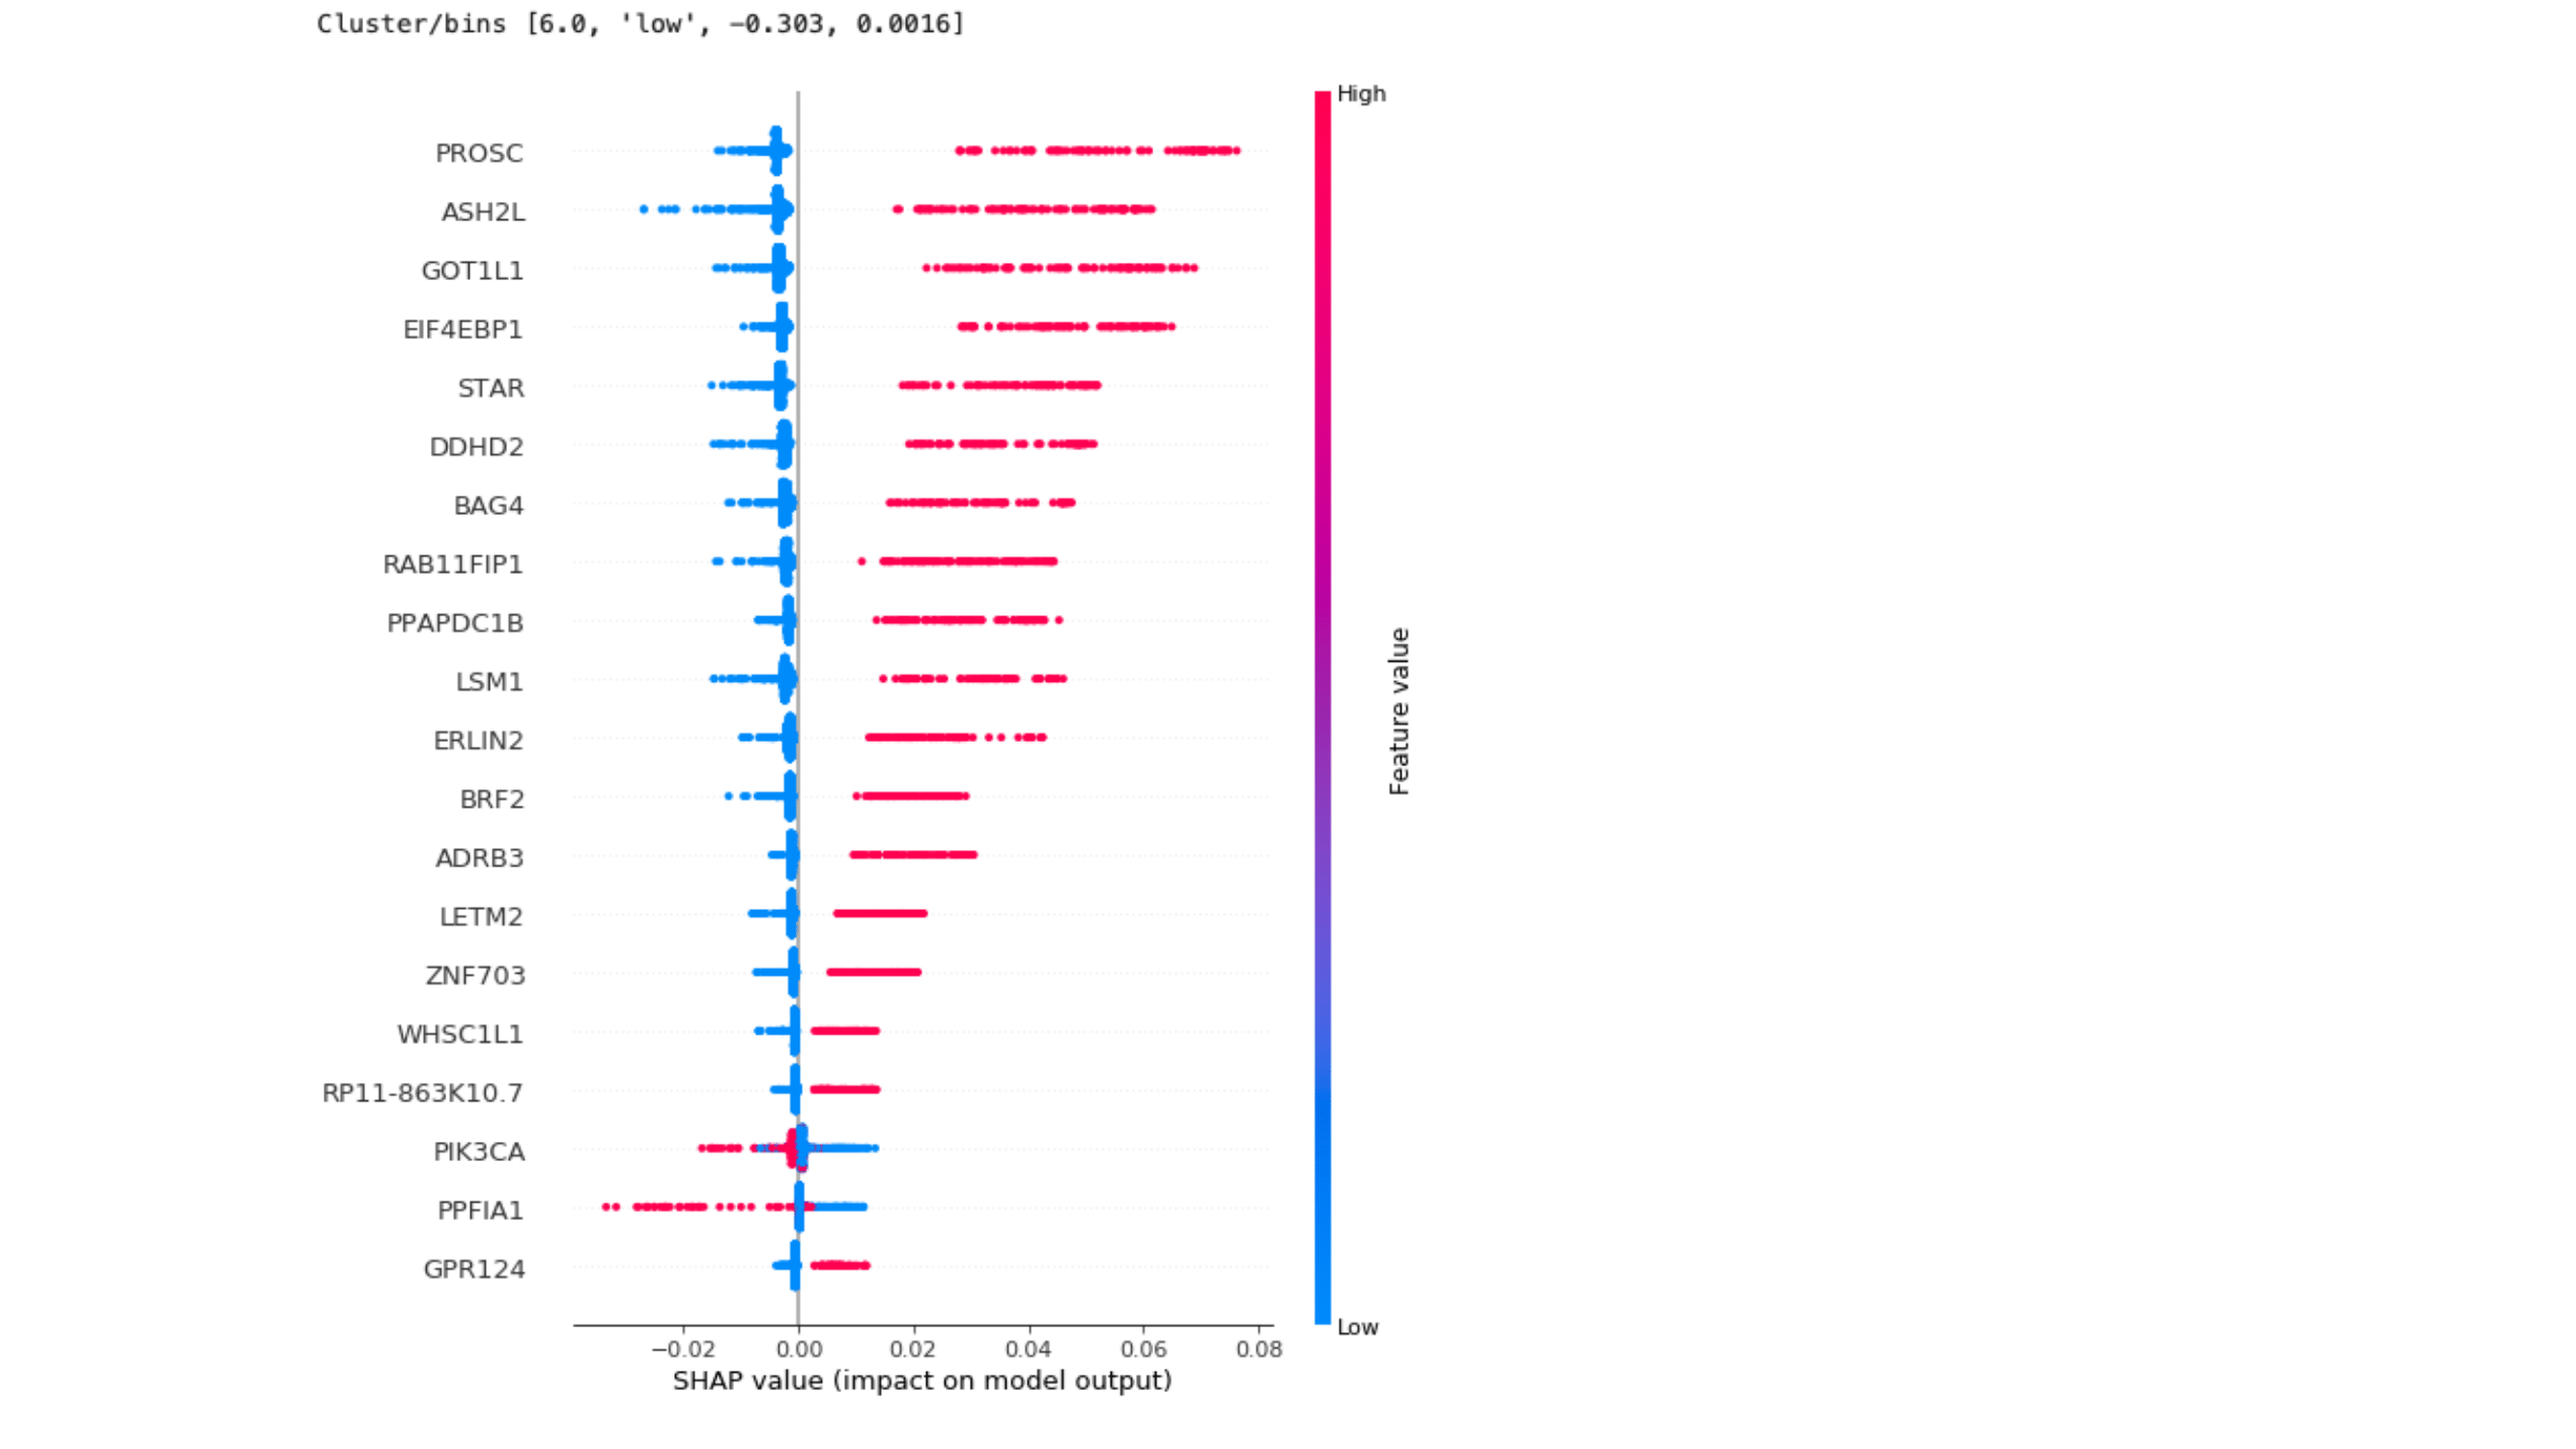 Cluster/bins [6.0, 'low', −0.303, 0.0016]
High
PROSC
ASH2L
GOT1L1
EIF4EBP1
STAR
DDHD2
BAG4
RAB11FIP1
PPAPDC1B
LSM1
ERLIN2
BRF2
ADRB3
LETM2
ZNF703
WHSC1L1
RP11-863K10.7
PIK3CA
PPFIA1
GPR124
Feature value
Low
−0.02 0.00 0.02 0.04 0.06 0.08
SHAP value (impact on model output)